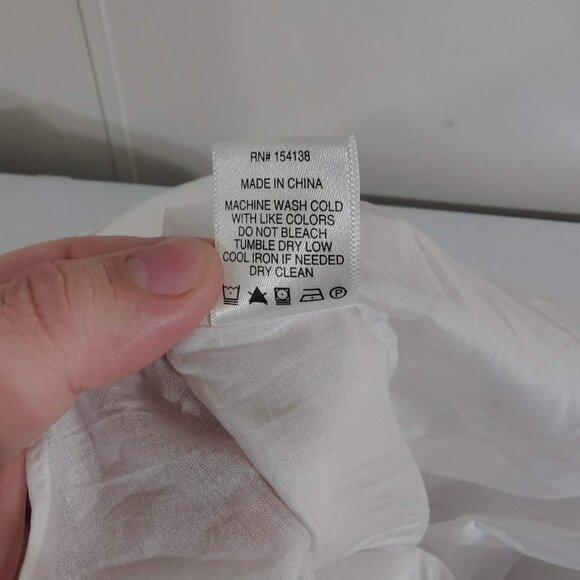 RN# 154138
MADE IN CHINA
MACHINE WASH COLD
WITH LIKE COLORS
DO NOT BLEACH
TUMBLE DRY LOW
COOL IRON IF NEEDED
DRY CLEAN
P